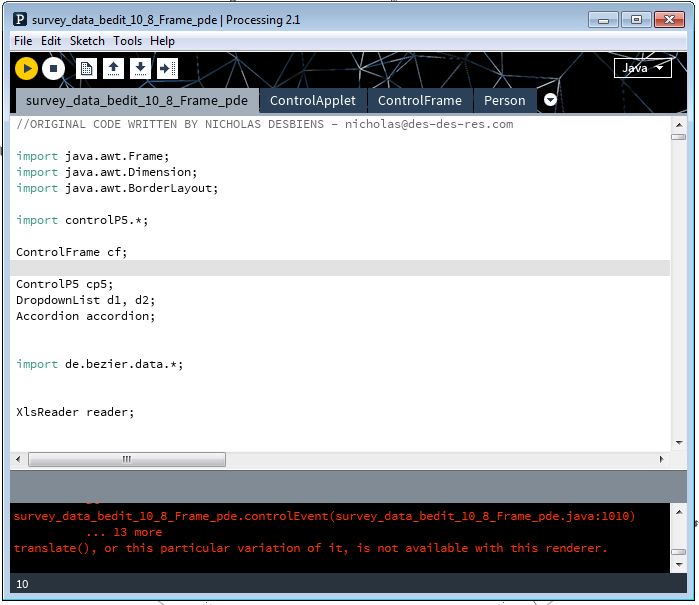 survey_data_bedit_10_8_Frame_pde | Processing 2.1
File Edit Sketch Tools Help
Java
survey_data_bedit_10_8_Frame_pde ControlApplet ControlFrame Person
//ORIGINAL CODE WRITTEN BY NICHOLAS DESBIENS - nicholas@des-des-res.com
import java.awt.Frame;
import java.awt.Dimension;
import java.awt.BorderLayout;
import controlP5.*;
ControlFrame cf;
ControlP5 cp5;
DropdownList d1, d2;
Accordion accordion;
import de.bezier.data.*;
XlsReader reader;
survey_data_bedit_10_8_Frame_pde.controlEvent(survey_data_bedit_10_8_Frame_pde.java:1010)
... 13 more
translate(), or this particular variation of it, is not available with this renderer.
10